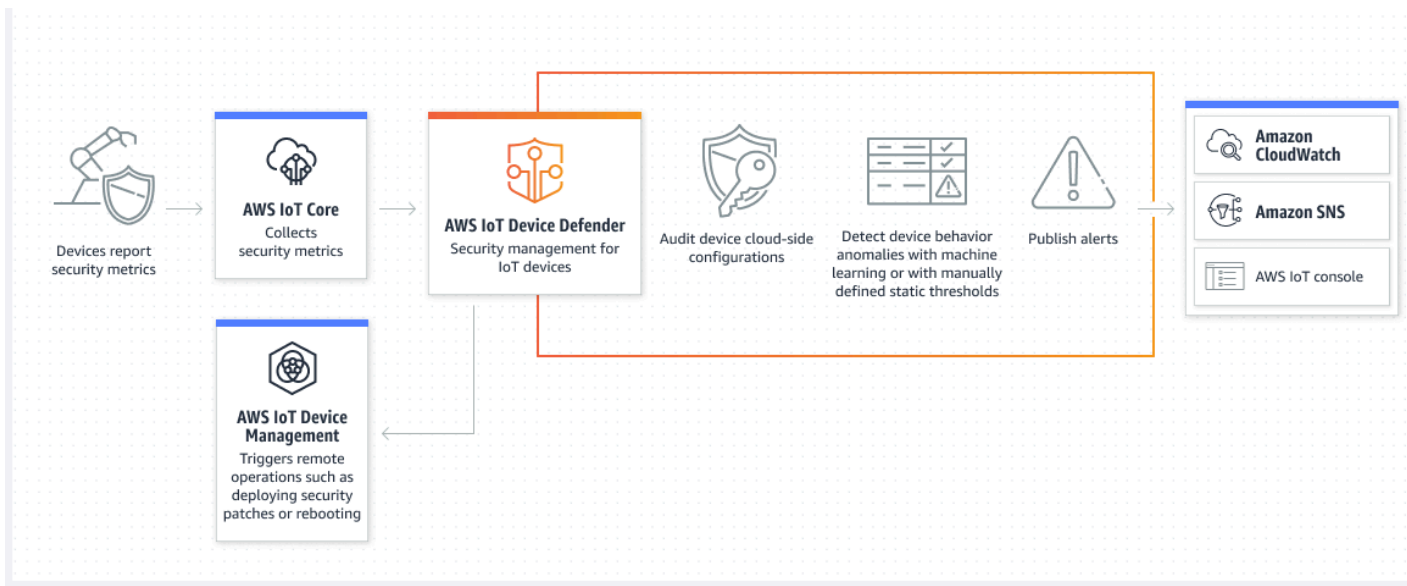 Devices report
security metrics
AWS IoT Core
Collects
security metrics
AWS IoT Device Defender
Security management for
IoT devices
Audit device cloud-side
configurations
Detect device behavior
anomalies with machine
learning or with manually
defined static thresholds
Publish alerts
Amazon
CloudWatch
Amazon SNS
AWS IoT console
AWS IoT Device
Management
Triggers remote
operations such as
deploying security
patches or rebooting